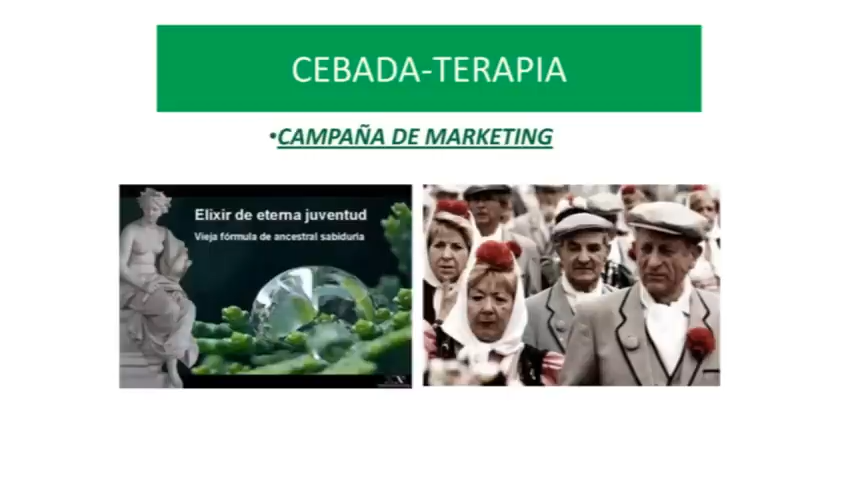 CEBADA-TERAPIA
•CAMPAÑA DE MARKETING
Elixir de eterna juventud
Vieja fórmula de ancestral sabiduría